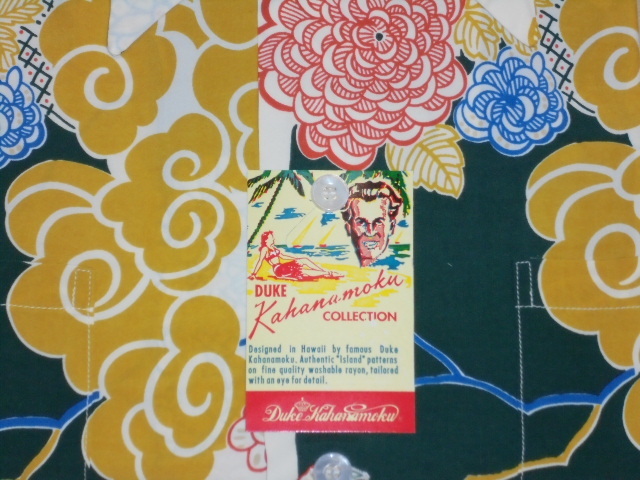 DUKE
Kahanamoku
COLLECTION
Designed in Hawaii by famous Duke
Kahanamoku. Authentic "Island" patterns
on fine quality washable rayon, tailored
with an eye for detail.
Duke Kahanamoku